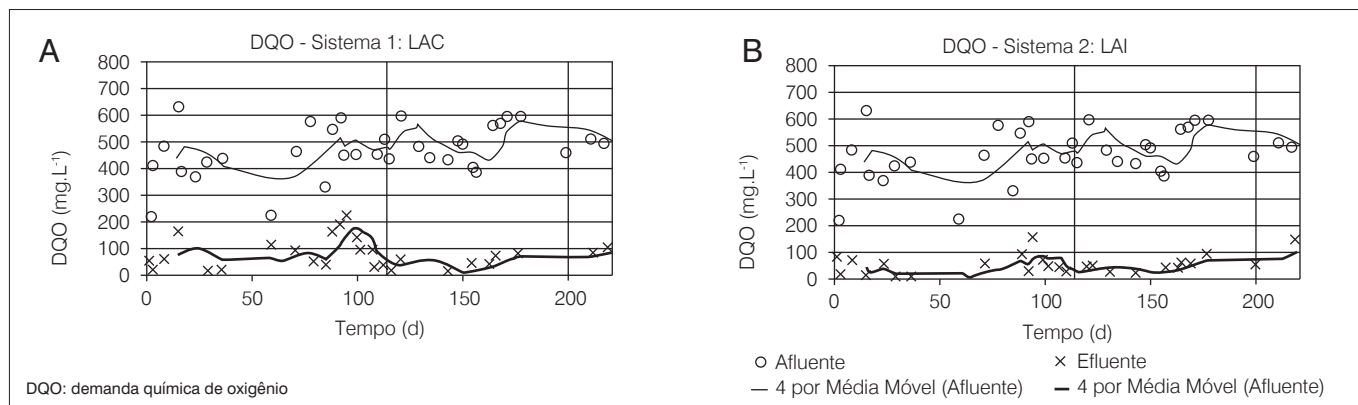 A
DQO - Sistema 1: LAC
800
700
600
500
400
300
200
100
0
DQO (mg.L-1)
0 50 100 150 200
Tempo (d)
DQO: demanda química de oxigênio
B
DQO - Sistema 2: LAI
800
700
600
500
400
300
200
100
0
DQO (mg.L-1)
0 50 100 150 200
Tempo (d)
Afluente
Efluente
4 por Média Móvel (Afluente)
4 por Média Móvel (Afluente)